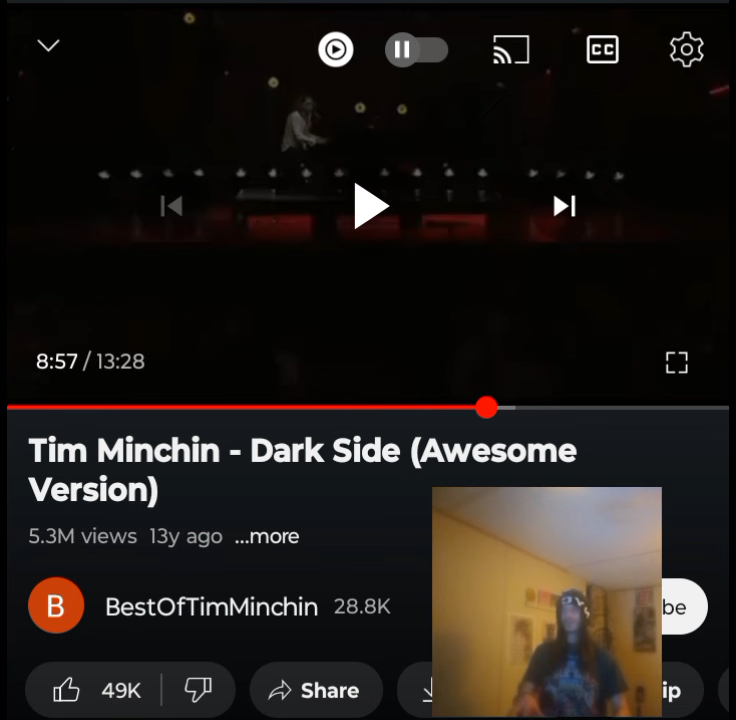 CC
8:57 / 13:28
Tim Minchin - Dark Side (Awesome
Version)
5.3M views 13y ago ...more
B BestOfTimMinchin 28.8K be
49K Share ip